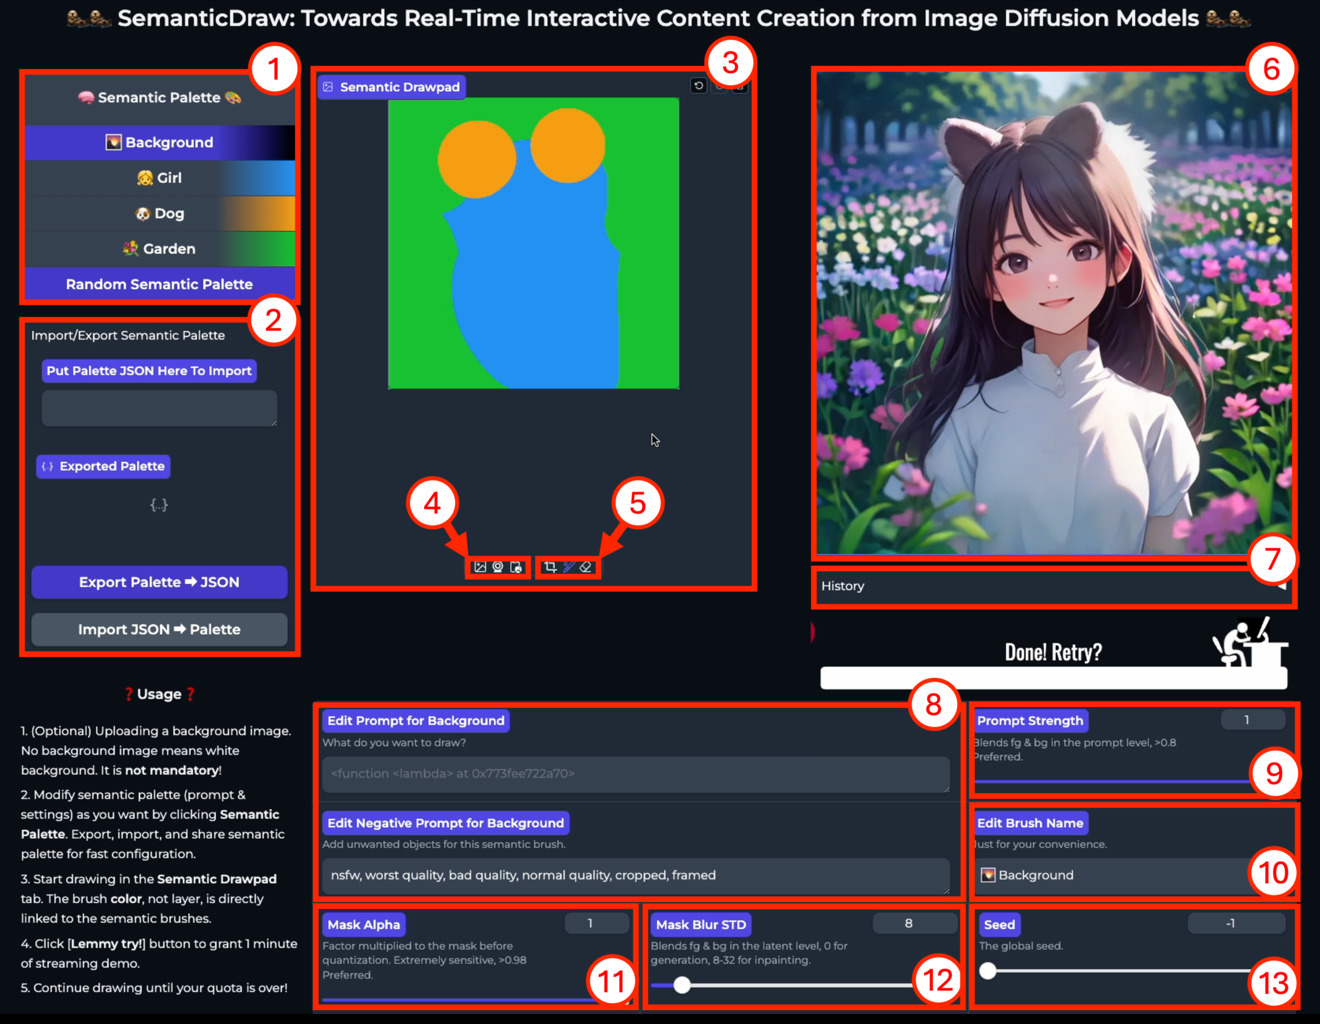 SemanticDraw: Towards Real-Time Interactive Content Creation from Image Diffusion Models
1
Semantic Palette
Background
Girl
Dog
Garden
Random Semantic Palette
2
Import/Export Semantic Palette
Put Palette JSON Here To Import
{} Exported Palette
{..}
Export Palette ➡ JSON
Import JSON ➡ Palette
❓ Usage ❓
1. (Optional) Uploading a background image.
No background image means white
background. It is not mandatory!
2. Modify semantic palette (prompt &
settings) as you want by clicking Semantic
Palette. Export, import, and share semantic
palette for fast configuration.
3. Start drawing in the Semantic Drawpad
tab. The brush color, not layer, is directly
linked to the semantic brushes.
4. Click [Lemmy try!] button to grant 1 minute
of streaming demo.
5. Continue drawing until your quota is over!
3
Semantic Drawpad
4
5
6
7
History
Done! Retry?
8
Edit Prompt for Background
What do you want to draw?
<function <lambda> at 0x773fee722a70>
Edit Negative Prompt for Background
Add unwanted objects for this semantic brush.
nsfw, worst quality, bad quality, normal quality, cropped, framed
Prompt Strength
1
Blends fg & bg in the prompt level, >0.8
Preferred.
9
Edit Brush Name
Just for your convenience.
Background
10
Mask Alpha
1
Factor multiplied to the mask before
quantization. Extremely sensitive, >0.98
Preferred.
11
Mask Blur STD
8
Blends fg & bg in the latent level, 0 for
generation, 8-32 for inpainting.
12
Seed
-1
The global seed.
13